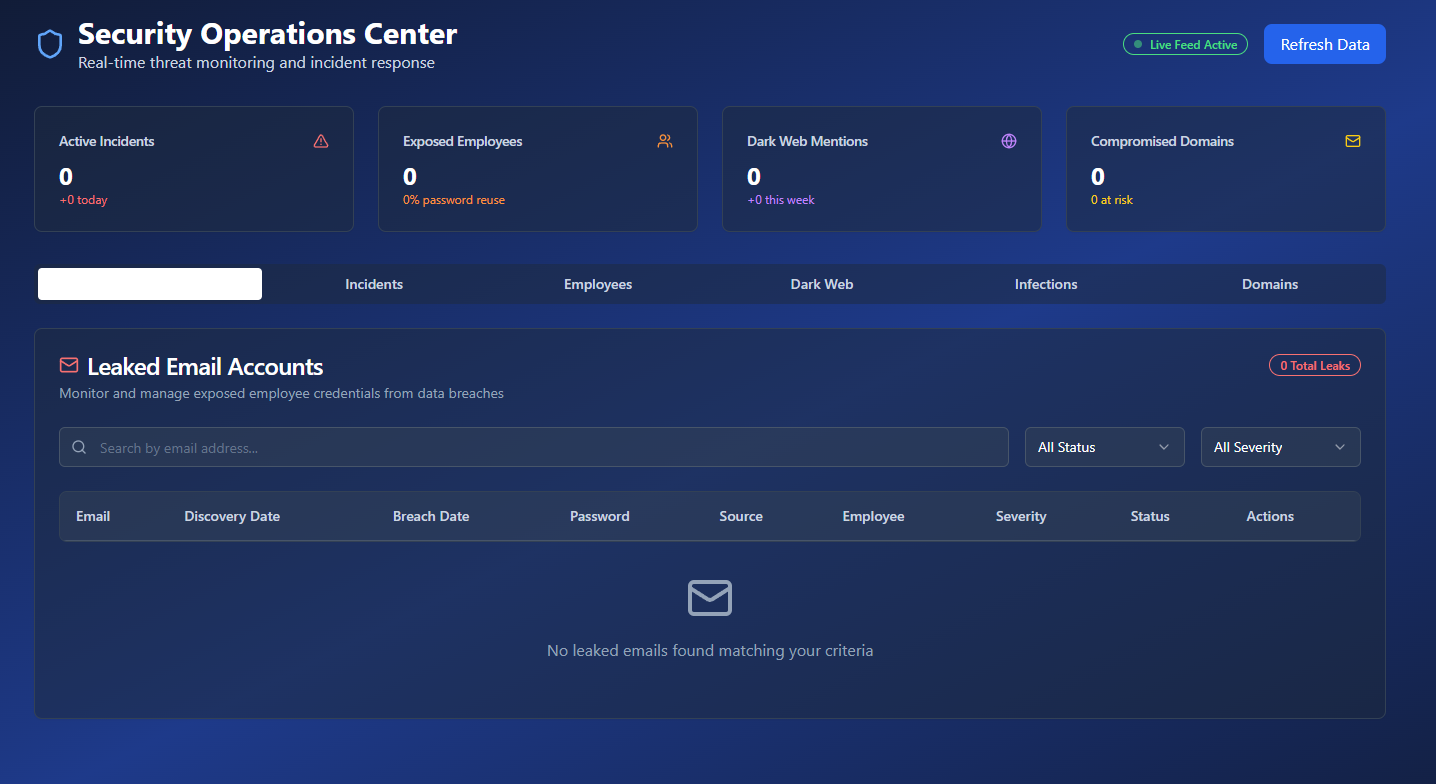 Security Operations Center
Real-time threat monitoring and incident response
Live Feed Active
Refresh Data
Active Incidents
0
+0 today
Exposed Employees
0
0% password reuse
Dark Web Mentions
0
+0 this week
Compromised Domains
0
0 at risk
Incidents
Employees
Dark Web
Infections
Domains
Leaked Email Accounts
0 Total Leaks
Monitor and manage exposed employee credentials from data breaches
Search by email address...
All Status
All Severity
Email
Discovery Date
Breach Date
Password
Source
Employee
Severity
Status
Actions
No leaked emails found matching your criteria